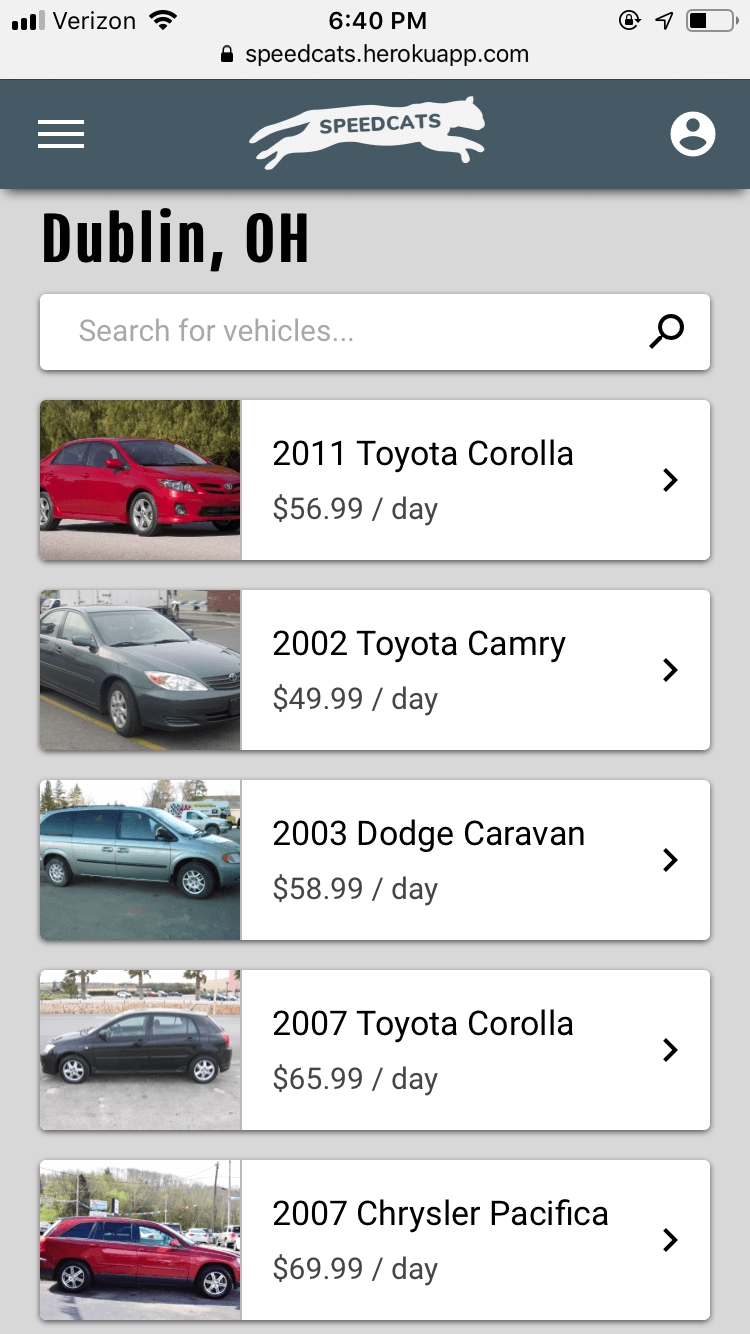 Verizon 6:40 PM
speedcats.herokuapp.com
SPEEDCATS
Dublin, OH
Search for vehicles...
2011 Toyota Corolla
$56.99 / day
2002 Toyota Camry
$49.99 / day
2003 Dodge Caravan
$58.99 / day
2007 Toyota Corolla
$65.99 / day
2007 Chrysler Pacifica
$69.99 / day